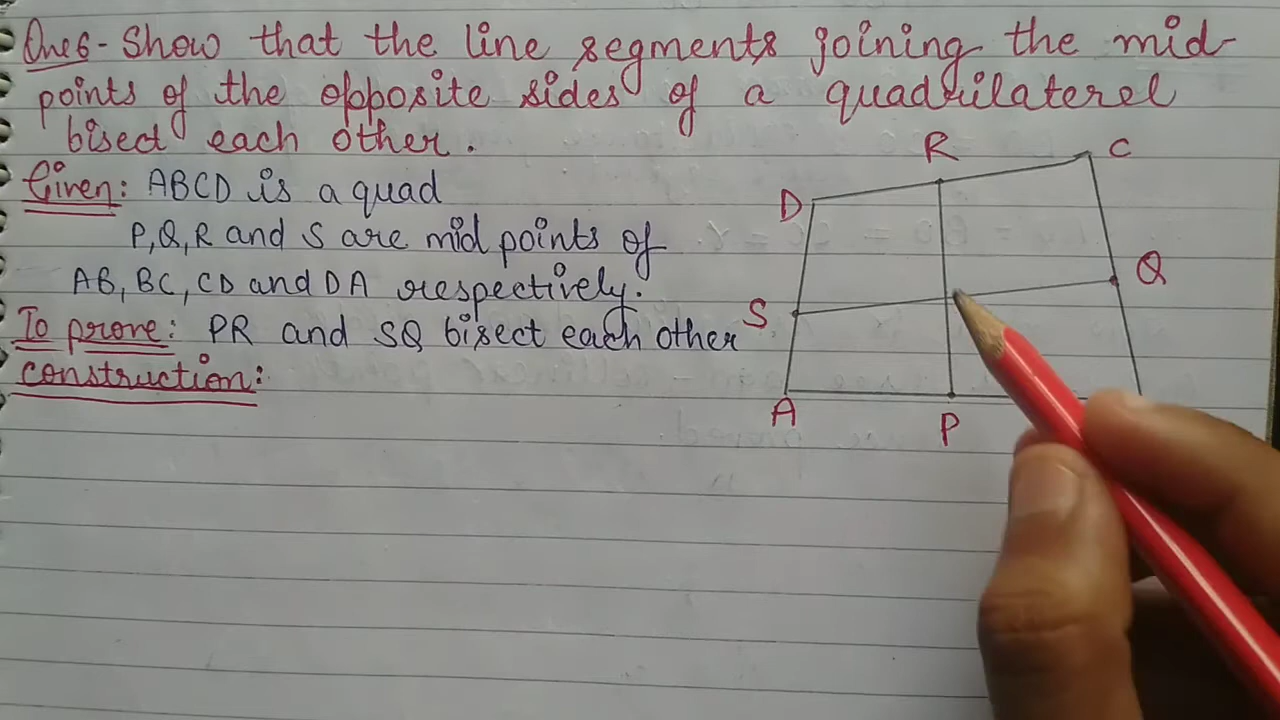 Ques 6 - Show that the line segments joining the mid-
points of the opposite sides of a quadrilaterel
bisect each other.
Given: ABCD is a quad
P, Q, R and S are mid points of
AB, BC, CD and DA respectively.
To prove: PR and SQ bisect each other
construction:
R C
D
Q
S
A P